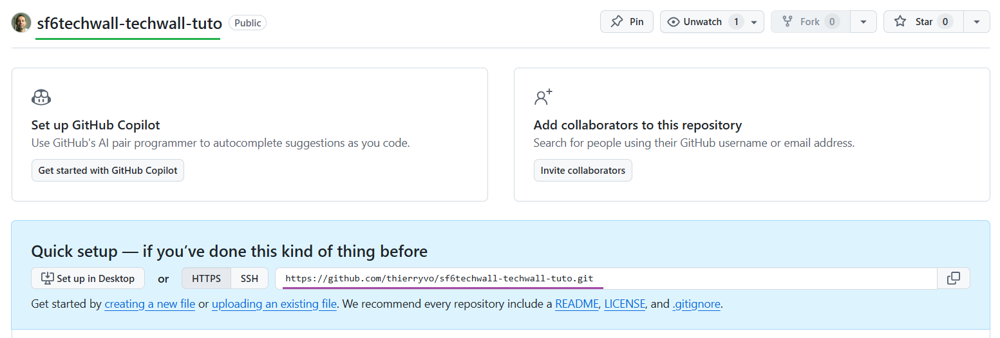 sf6techwall-techwall-tuto Public Pin Unwatch 1 Fork 0 Star 0
Set up GitHub Copilot
Use GitHub's AI pair programmer to autocomplete suggestions as you code.
Get started with GitHub Copilot
Add collaborators to this repository
Search for people using their GitHub username or email address.
Invite collaborators
Quick setup — if you’ve done this kind of thing before
Set up in Desktop or HTTPS SSH https://github.com/thierryvo/sf6techwall-techwall-tuto.git
Get started by creating a new file or uploading an existing file. We recommend every repository include a README, LICENSE, and .gitignore.